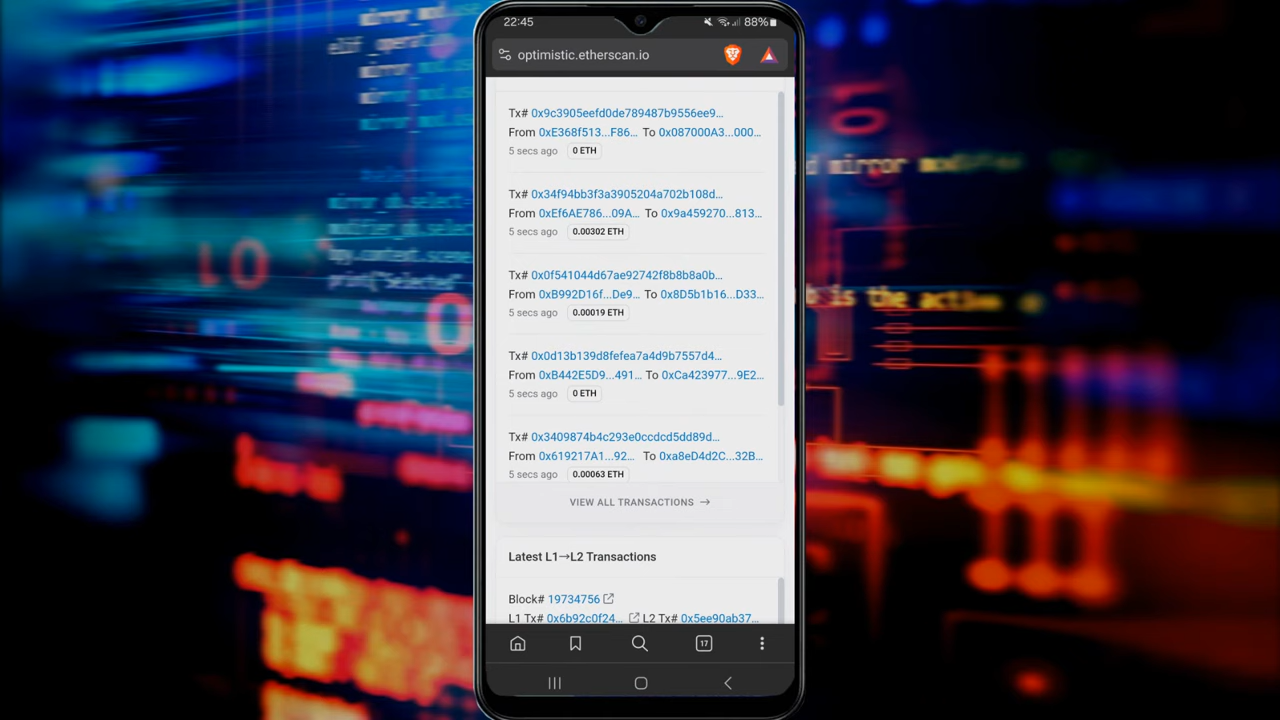 22:45 88%
optimistic.etherscan.io
Tx# 0x9c3905eefd0de789487b9556ee9...
From 0xE368f513...F86... To 0x087000A3...000...
5 secs ago 0 ETH
Tx# 0x34f94bb3f3a3905204a702b108d...
From 0xEf6AE786...09A... To 0x9a459270...813...
5 secs ago 0.00302 ETH
Tx# 0x0f541044d67ae92742f8b8b8a0b...
From 0xB992D16f...De9... To 0x8D5b1b16...D33...
5 secs ago 0.00019 ETH
Tx# 0x0d13b139d8fefea7a4d9b7557d4...
From 0xB442E5D9...491... To 0xCa423977...9E2...
5 secs ago 0 ETH
Tx# 0x3409874b4c293e0ccdcd5dd89d...
From 0x619217A1...92... To 0xa8eD4d2C...32B...
5 secs ago 0.00063 ETH
VIEW ALL TRANSACTIONS →
Latest L1→L2 Transactions
Block# 19734756
L1 Tx# 0x6b92c0f24... L2 Tx# 0x5ee90ab37...
17